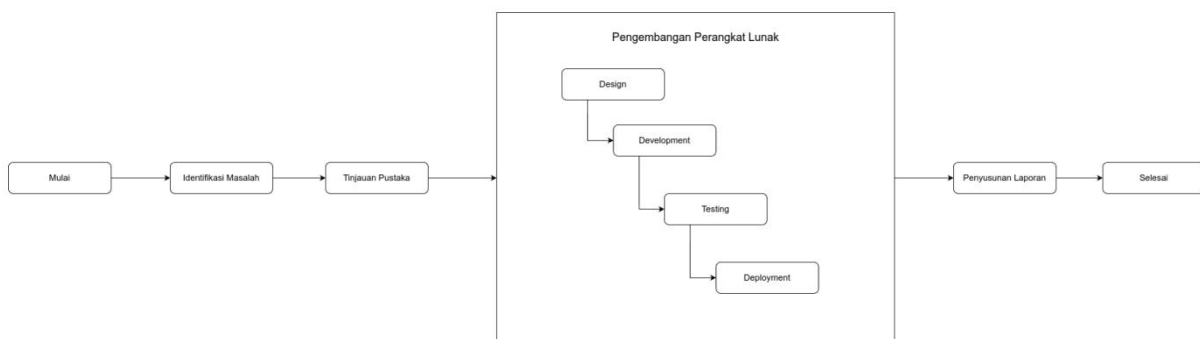 Pengembangan Perangkat Lunak
Design
Development
Mulai
Identifikasi Masalah
Tinjauan Pustaka
Penyusunan Laporan
Selesai
Testing
Deployment